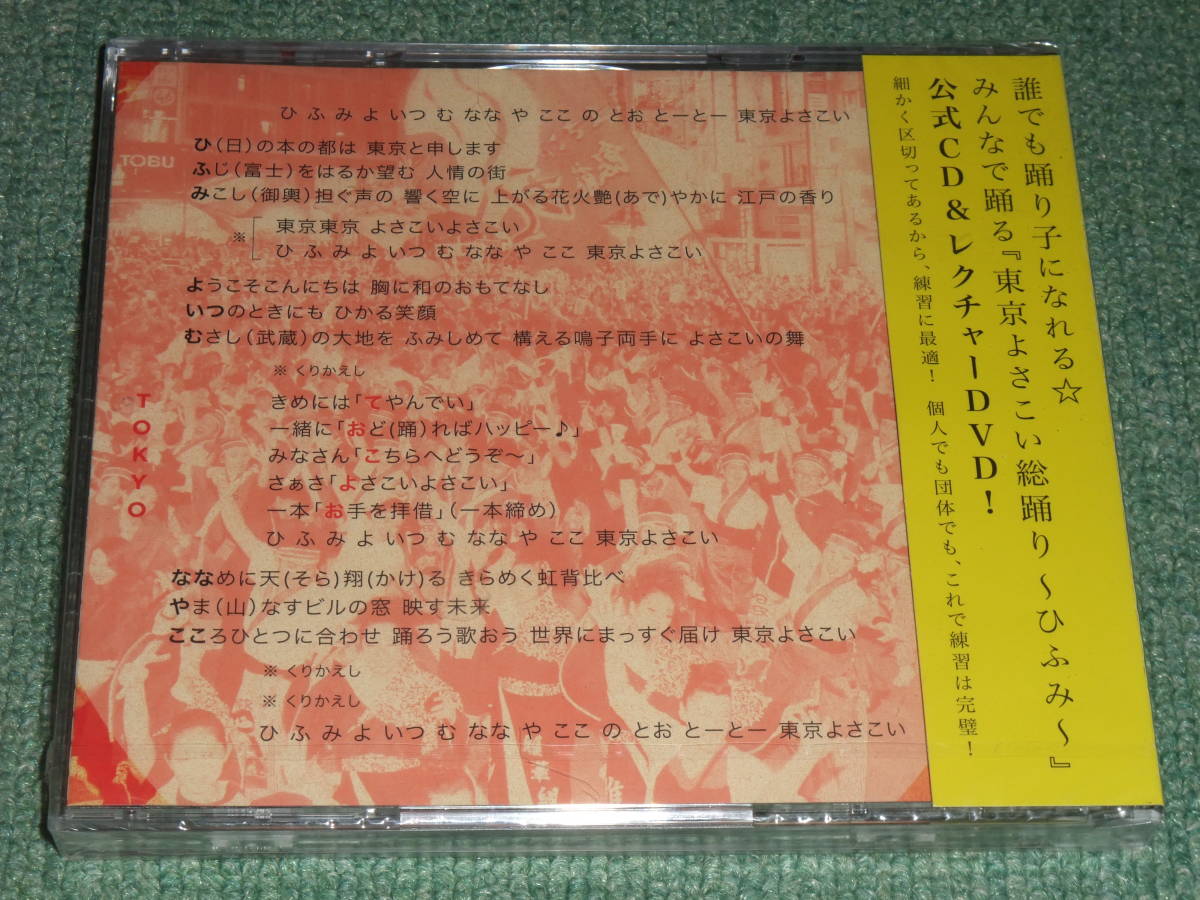 ひ ふ み よ いつ む なな や ここ の とお とーとー 東京よさこい
ひ(日)の本の都は 東京と申します
ふじ(富士)をはるか望む 人情の街
みこし(御輿)担ぐ声の 響く空に 上がる花火艶(あで)やかに 江戸の香り
※ 東京東京 よさこいよさこい
ひ ふ み よ いつ む なな や ここ 東京よさこい
ようこそこんにちは 胸に和のおもてなし
いつのときにも ひかる笑顔
むさし(武蔵)の大地を ふみしめて 構える鳴子両手に よさこいの舞
※ くりかえし
きめには「てやんでい」
一緒に「おど(踊)ればハッピー♪」
みなさん「こちらへどうぞ〜」
さぁさ「よさこいよさこい」
一本「お手を拝借」(一本締め)
ひ ふ み よ いつ む なな や ここ 東京よさこい
ななめに天(そら)翔(かけ)る きらめく虹背比べ
やま(山)なすビルの窓 映す未来
こころひとつに合わせ 踊ろう歌おう 世界にまっすぐ届け 東京よさこい
※ くりかえし
※ くりかえし
ひ ふ み よ いつ む なな や ここ の とお とーとー 東京よさこい
TOKYO
TOBU
誰でも踊り子になれる☆
みんなで踊る『東京よさこい総踊り〜ひふみ〜』
公式CD&レクチャーDVD!
細かく区切ってあるから、練習に最適! 個人でも団体でも、これで練習は完璧!